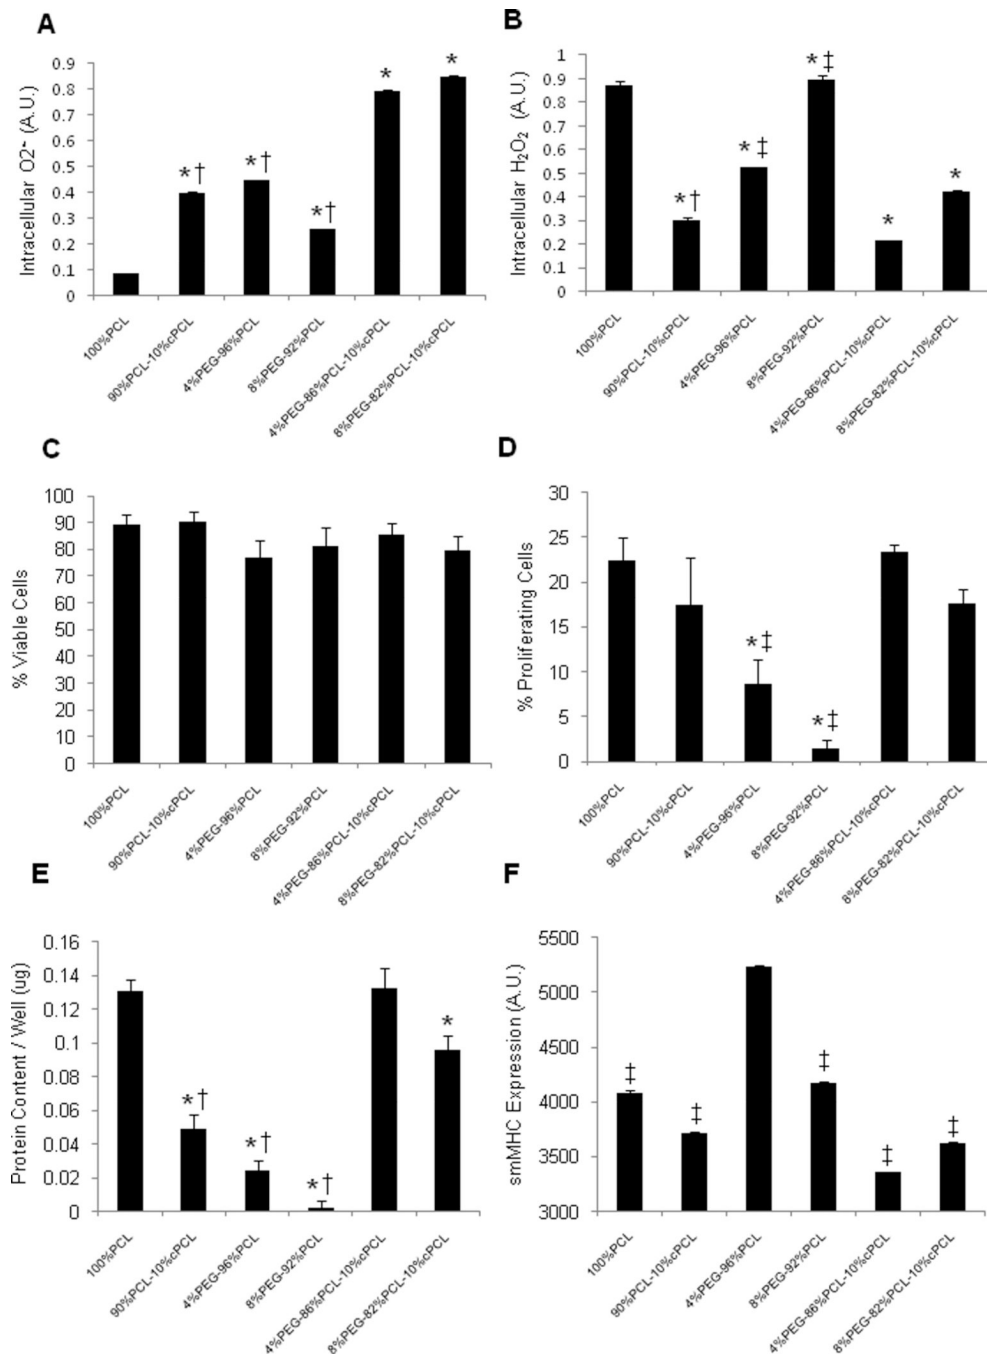 A
Intracellular O2•- (A.U.)
0.9
0.8
0.7
0.6
0.5
0.4
0.3
0.2
0.1
0
*†
*†
*†
*
*
100%PCL
90%PCL-10%cPCL
4%PEG-96%PCL
8%PEG-92%PCL
4%PEG-86%PCL-10%cPCL
8%PEG-82%PCL-10%cPCL
B
Intracellular H₂O₂ (A.U.)
1
0.9
0.8
0.7
0.6
0.5
0.4
0.3
0.2
0.1
0
*†
*‡
*‡
*
*
100%PCL
90%PCL-10%cPCL
4%PEG-96%PCL
8%PEG-92%PCL
4%PEG-86%PCL-10%cPCL
8%PEG-82%PCL-10%cPCL
C
% Viable Cells
100
90
80
70
60
50
40
30
20
10
0
100%PCL
90%PCL-10%cPCL
4%PEG-96%PCL
8%PEG-92%PCL
4%PEG-86%PCL-10%cPCL
8%PEG-82%PCL-10%cPCL
D
% Proliferating Cells
30
25
20
15
10
5
0
*‡
*‡
100%PCL
90%PCL-10%cPCL
4%PEG-96%PCL
8%PEG-92%PCL
4%PEG-86%PCL-10%cPCL
8%PEG-82%PCL-10%cPCL
E
Protein Content / Well (ug)
0.16
0.14
0.12
0.1
0.08
0.06
0.04
0.02
0
*†
*†
*†
*
100%PCL
90%PCL-10%cPCL
4%PEG-96%PCL
8%PEG-92%PCL
4%PEG-86%PCL-10%cPCL
8%PEG-82%PCL-10%cPCL
F
smMHC Expression (A.U.)
5500
5000
4500
4000
3500
3000
‡
‡
‡
‡
‡
100%PCL
90%PCL-10%cPCL
4%PEG-96%PCL
8%PEG-92%PCL
4%PEG-86%PCL-10%cPCL
8%PEG-82%PCL-10%cPCL